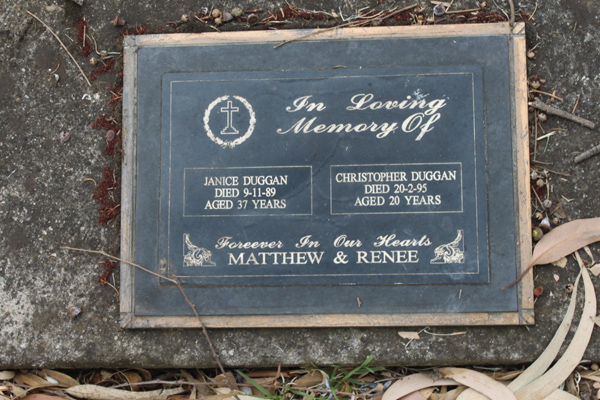 In Loving
Memory Of
JANICE DUGGAN
DIED 9-11-89
AGED 37 YEARS
CHRISTOPHER DUGGAN
DIED 20-2-95
AGED 20 YEARS
Foreever In Our Hearts
MATTHEW & RENEE